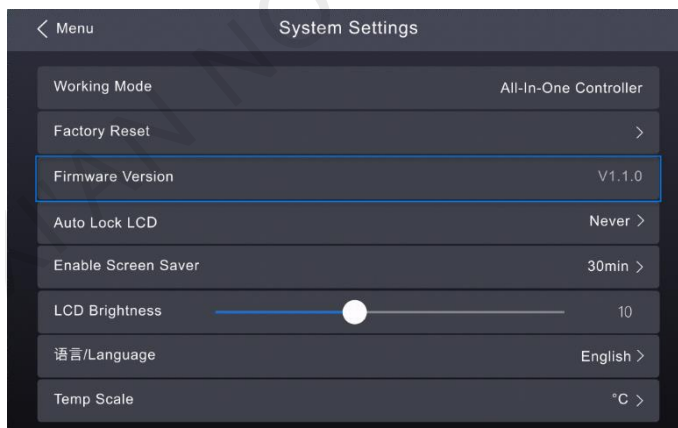 Menu
System Settings
Working Mode All-In-One Controller
Factory Reset
Firmware Version V1.1.0
Auto Lock LCD Never
Enable Screen Saver 30min
LCD Brightness 10
语言/Language English
Temp Scale °C